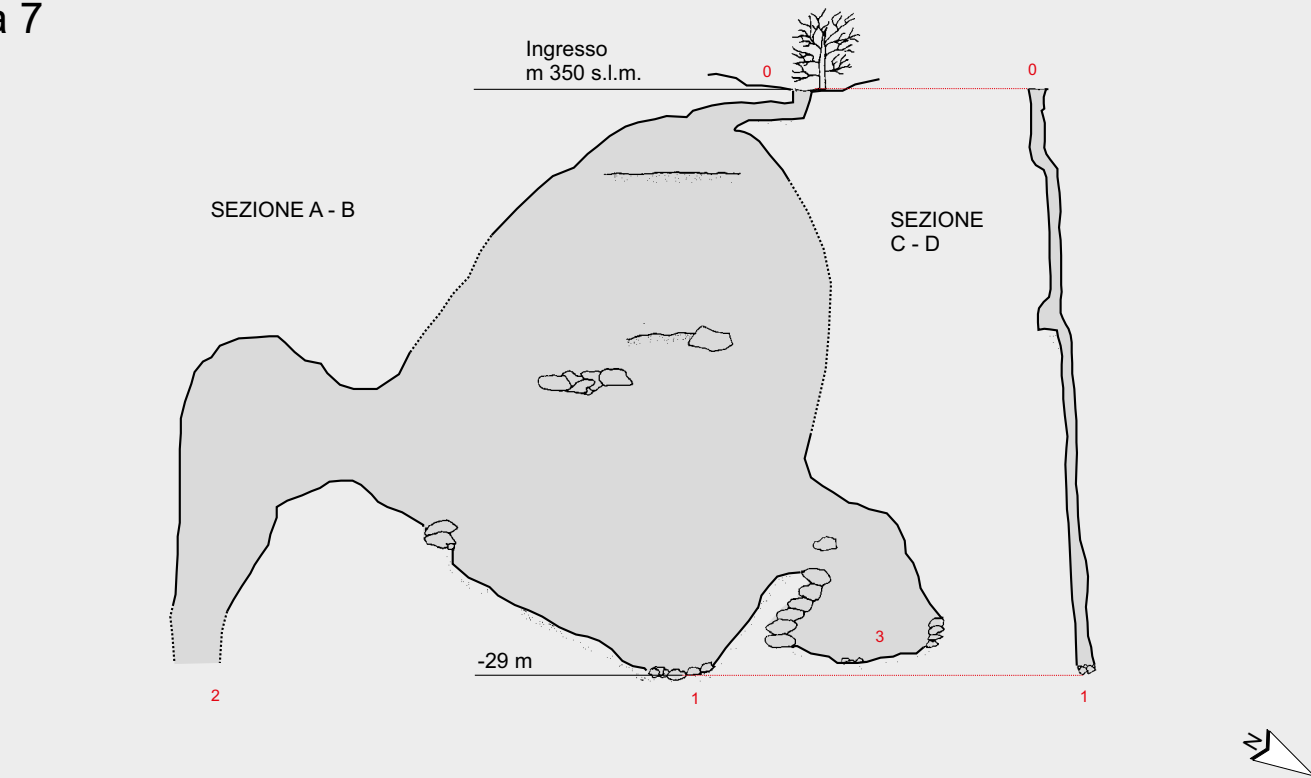 a 7
Ingresso
m 350 s.l.m.
0
0
SEZIONE A - B
SEZIONE
C - D
3
-29 m
2
1
1
N